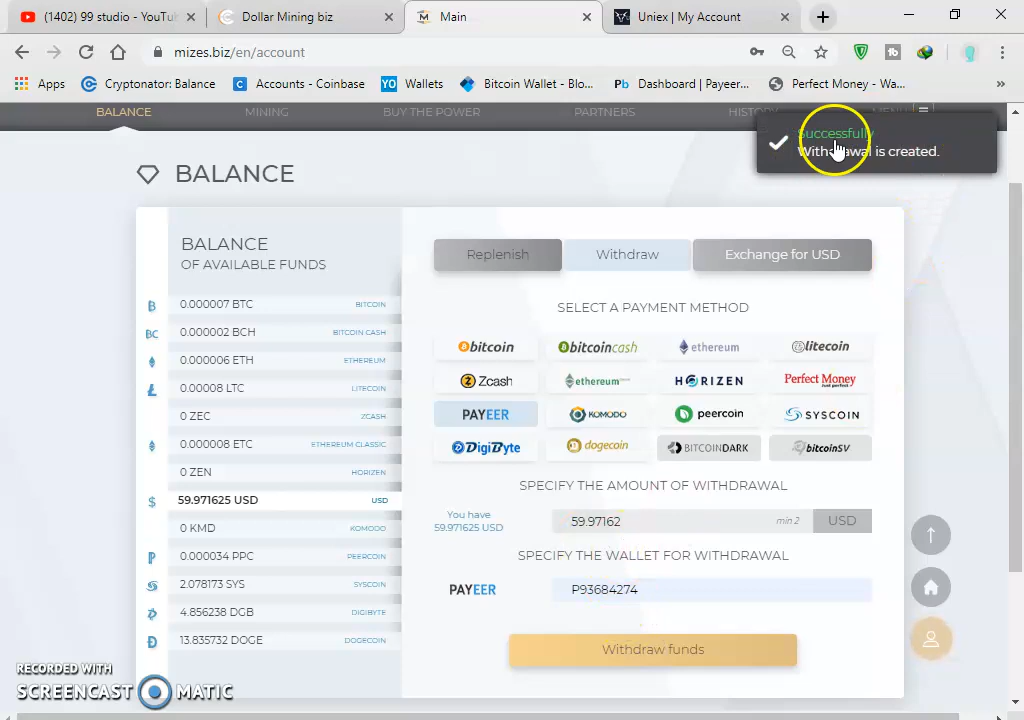 (1402) 99 studio - YouTu
Dollar Mining biz
Main
Uniex | My Account
mizes.biz/en/account
Apps
Cryptonator: Balance
Accounts - Coinbase
YO Wallets
Bitcoin Wallet - Blo...
Pb Dashboard | Payeer...
Perfect Money - Wa...
BALANCE
MINING
BUY THE POWER
PARTNERS
Successfully
Withdrawal is created.
BALANCE
BALANCE
OF AVAILABLE FUNDS
0.000007 BTC BITCOIN
0.000002 BCH BITCOIN CASH
0.000006 ETH ETHEREUM
0.00008 LTC LITECOIN
0 ZEC ZCASH
0.000008 ETC ETHEREUM CLASSIC
0 ZEN HORIZEN
59.971625 USD USD
0 KMD KOMODO
0.000034 PPC PEERCOIN
2.078173 SYS SYSCOIN
4.856238 DGB DIGIBYTE
13.835732 DOGE DOGECOIN
Replenish
Withdraw
Exchange for USD
SELECT A PAYMENT METHOD
bitcoin
bitcoincash
ethereum
litecoin
Zcash
ethereum
HORIZEN
Perfect Money
PAYEER
KOMODO
peercoin
SYSCOIN
DigiByte
dogecoin
BITCOINDARK
bitcoinSV
SPECIFY THE AMOUNT OF WITHDRAWAL
You have
59.971625 USD
59.97162 min 2 USD
SPECIFY THE WALLET FOR WITHDRAWAL
PAYEER P93684274
Withdraw funds
RECORDED WITH
SCREENCAST MATIC